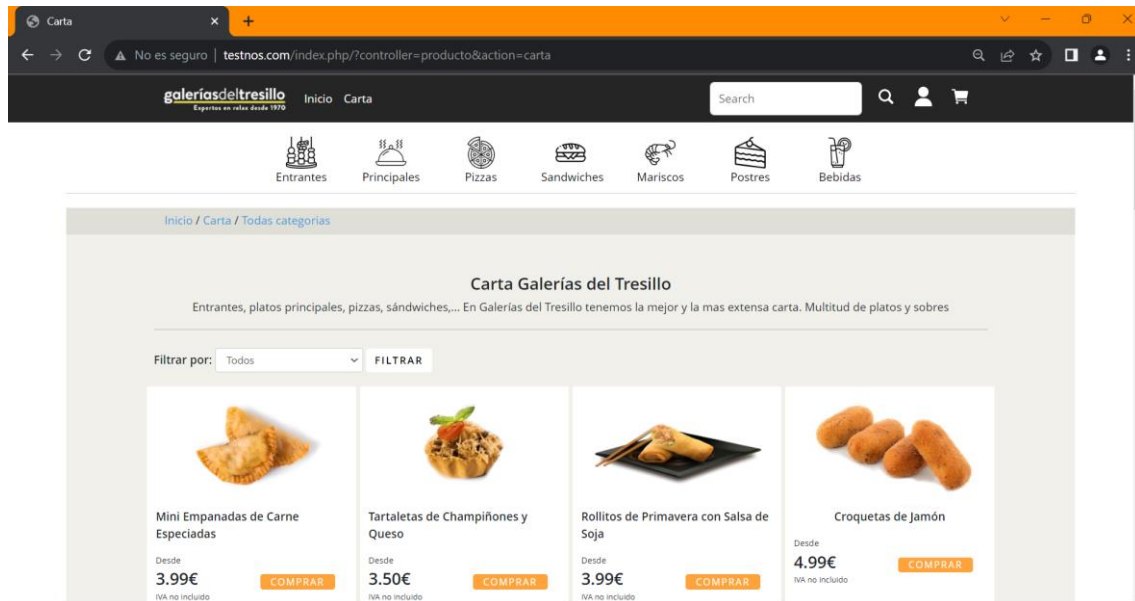 Carta
No es seguro | testnos.com/index.php/?controller=producto&action=carta
galeríasdeltresillo
Expertos en relax desde 1970
Inicio Carta
Search
Entrantes Principales Pizzas Sandwiches Mariscos Postres Bebidas
Inicio / Carta / Todas categorias
Carta Galerías del Tresillo
Entrantes, platos principales, pizzas, sándwiches,... En Galerías del Tresillo tenemos la mejor y la mas extensa carta. Multitud de platos y sobres
Filtrar por: Todos FILTRAR
Mini Empanadas de Carne
Especiadas
Desde
3.99€ COMPRAR
IVA no incluido
Tartaletas de Champiñones y
Queso
Desde
3.50€ COMPRAR
IVA no incluido
Rollitos de Primavera con Salsa de
Soja
Desde
3.99€ COMPRAR
IVA no incluido
Croquetas de Jamón
Desde
4.99€ COMPRAR
IVA no incluido